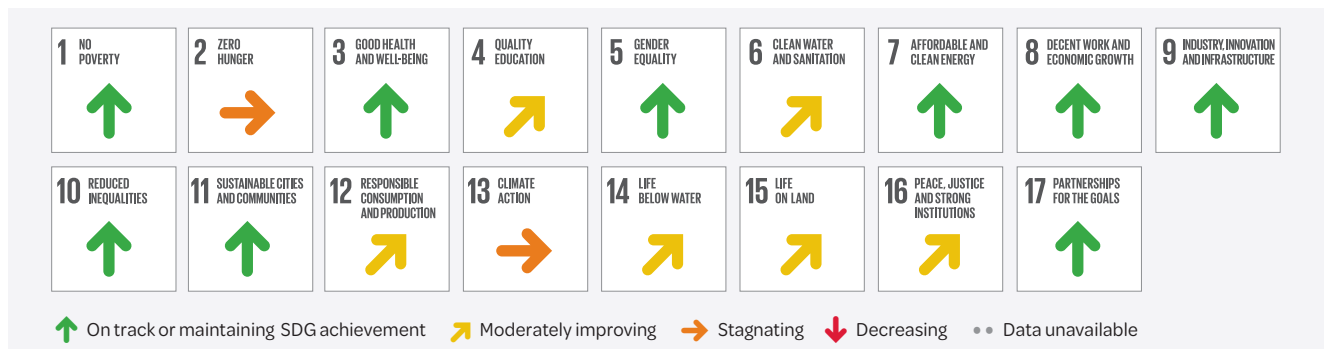 1 NO
POVERTY
2 ZERO
HUNGER
3 GOOD HEALTH
AND WELL-BEING
4 QUALITY
EDUCATION
5 GENDER
EQUALITY
6 CLEAN WATER
AND SANITATION
7 AFFORDABLE AND
CLEAN ENERGY
8 DECENT WORK AND
ECONOMIC GROWTH
9 INDUSTRY, INNOVATION
AND INFRASTRUCTURE
10 REDUCED
INEQUALITIES
11 SUSTAINABLE CITIES
AND COMMUNITIES
12 RESPONSIBLE
CONSUMPTION
AND PRODUCTION
13 CLIMATE
ACTION
14 LIFE
BELOW WATER
15 LIFE
ON LAND
16 PEACE, JUSTICE
AND STRONG
INSTITUTIONS
17 PARTNERSHIPS
FOR THE GOALS
On track or maintaining SDG achievement
Moderately improving
Stagnating
Decreasing
Data unavailable